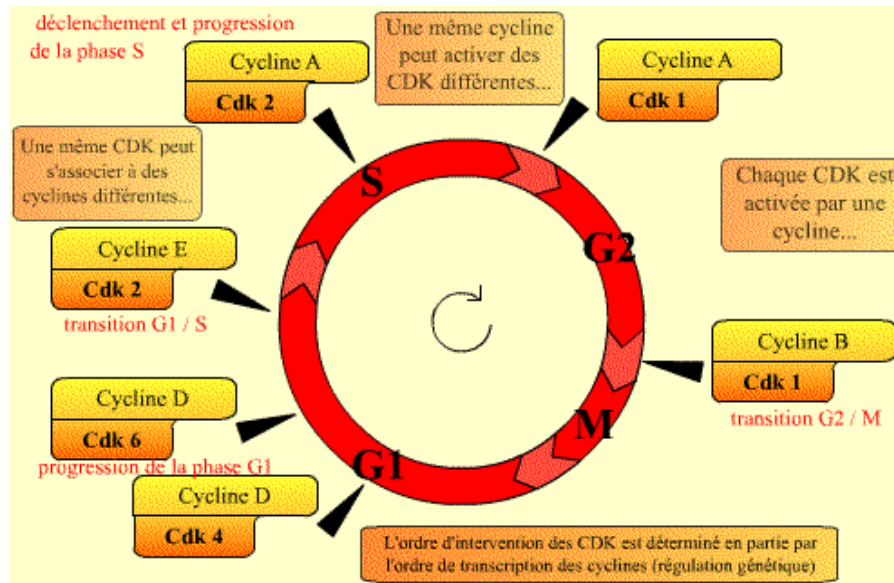 déclenchement et progression
de la phase S
Cycline A
Cdk 2
Une même cycline
peut activer des
CDK différentes...
Cycline A
Cdk 1
Une même CDK peut
s'associer à des
cyclines différentes...
S
Chaque CDK est
activée par une
cycline...
G2
Cycline E
Cdk 2
transition G1 / S
Cycline B
Cdk 1
transition G2 / M
Cycline D
Cdk 6
progression de la phase G1
M
G1
Cycline D
Cdk 4
L'ordre d'intervention des CDK est déterminé en partie par
l'ordre de transcription des cyclines (régulation génétique)